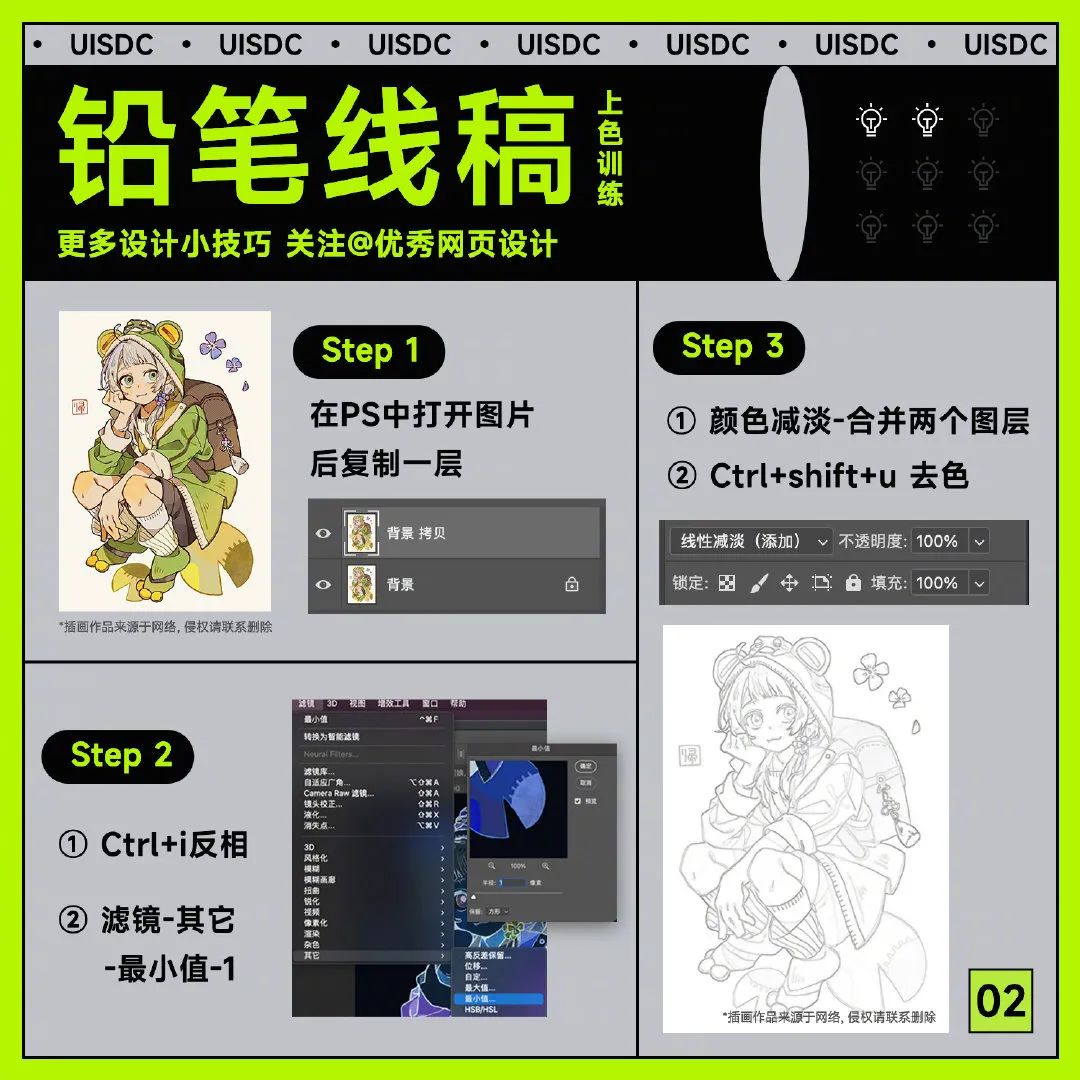 • UISDC • UISDC • UISDC • UISDC • UISDC • UISDC • UISDC
铅笔线稿
上色训练
更多设计小技巧 关注@优秀网页设计
帰
*插画作品来源于网络, 侵权请联系删除
Step 1
在PS中打开图片
后复制一层
背景 拷贝
背景
Step 2
① Ctrl+i反相
② 滤镜-其它
-最小值-1
滤镜 3D 视图 增效工具 窗口 帮助
最小值 ^⌘F
转换为智能滤镜
Neural Filters...
滤镜库...
自适应广角... ⌥⇧⌘A
Camera Raw 滤镜... ⇧⌘A
镜头校正... ⇧⌘R
液化... ⇧⌘X
消失点... ⌥⌘V
3D
风格化
模糊
模糊画廊
扭曲
锐化
视频
像素化
渲染
杂色
其它
高反差保留...
位移...
自定...
最大值...
最小值...
HSB/HSL
最小值
确定
取消
预览
100%
半径: 1 像素
保留: 方形
Step 3
① 颜色减淡-合并两个图层
② Ctrl+shift+u 去色
线性减淡（添加） 不透明度: 100%
锁定: 填充: 100%
帰
*插画作品来源于网络, 侵权请联系删除
02